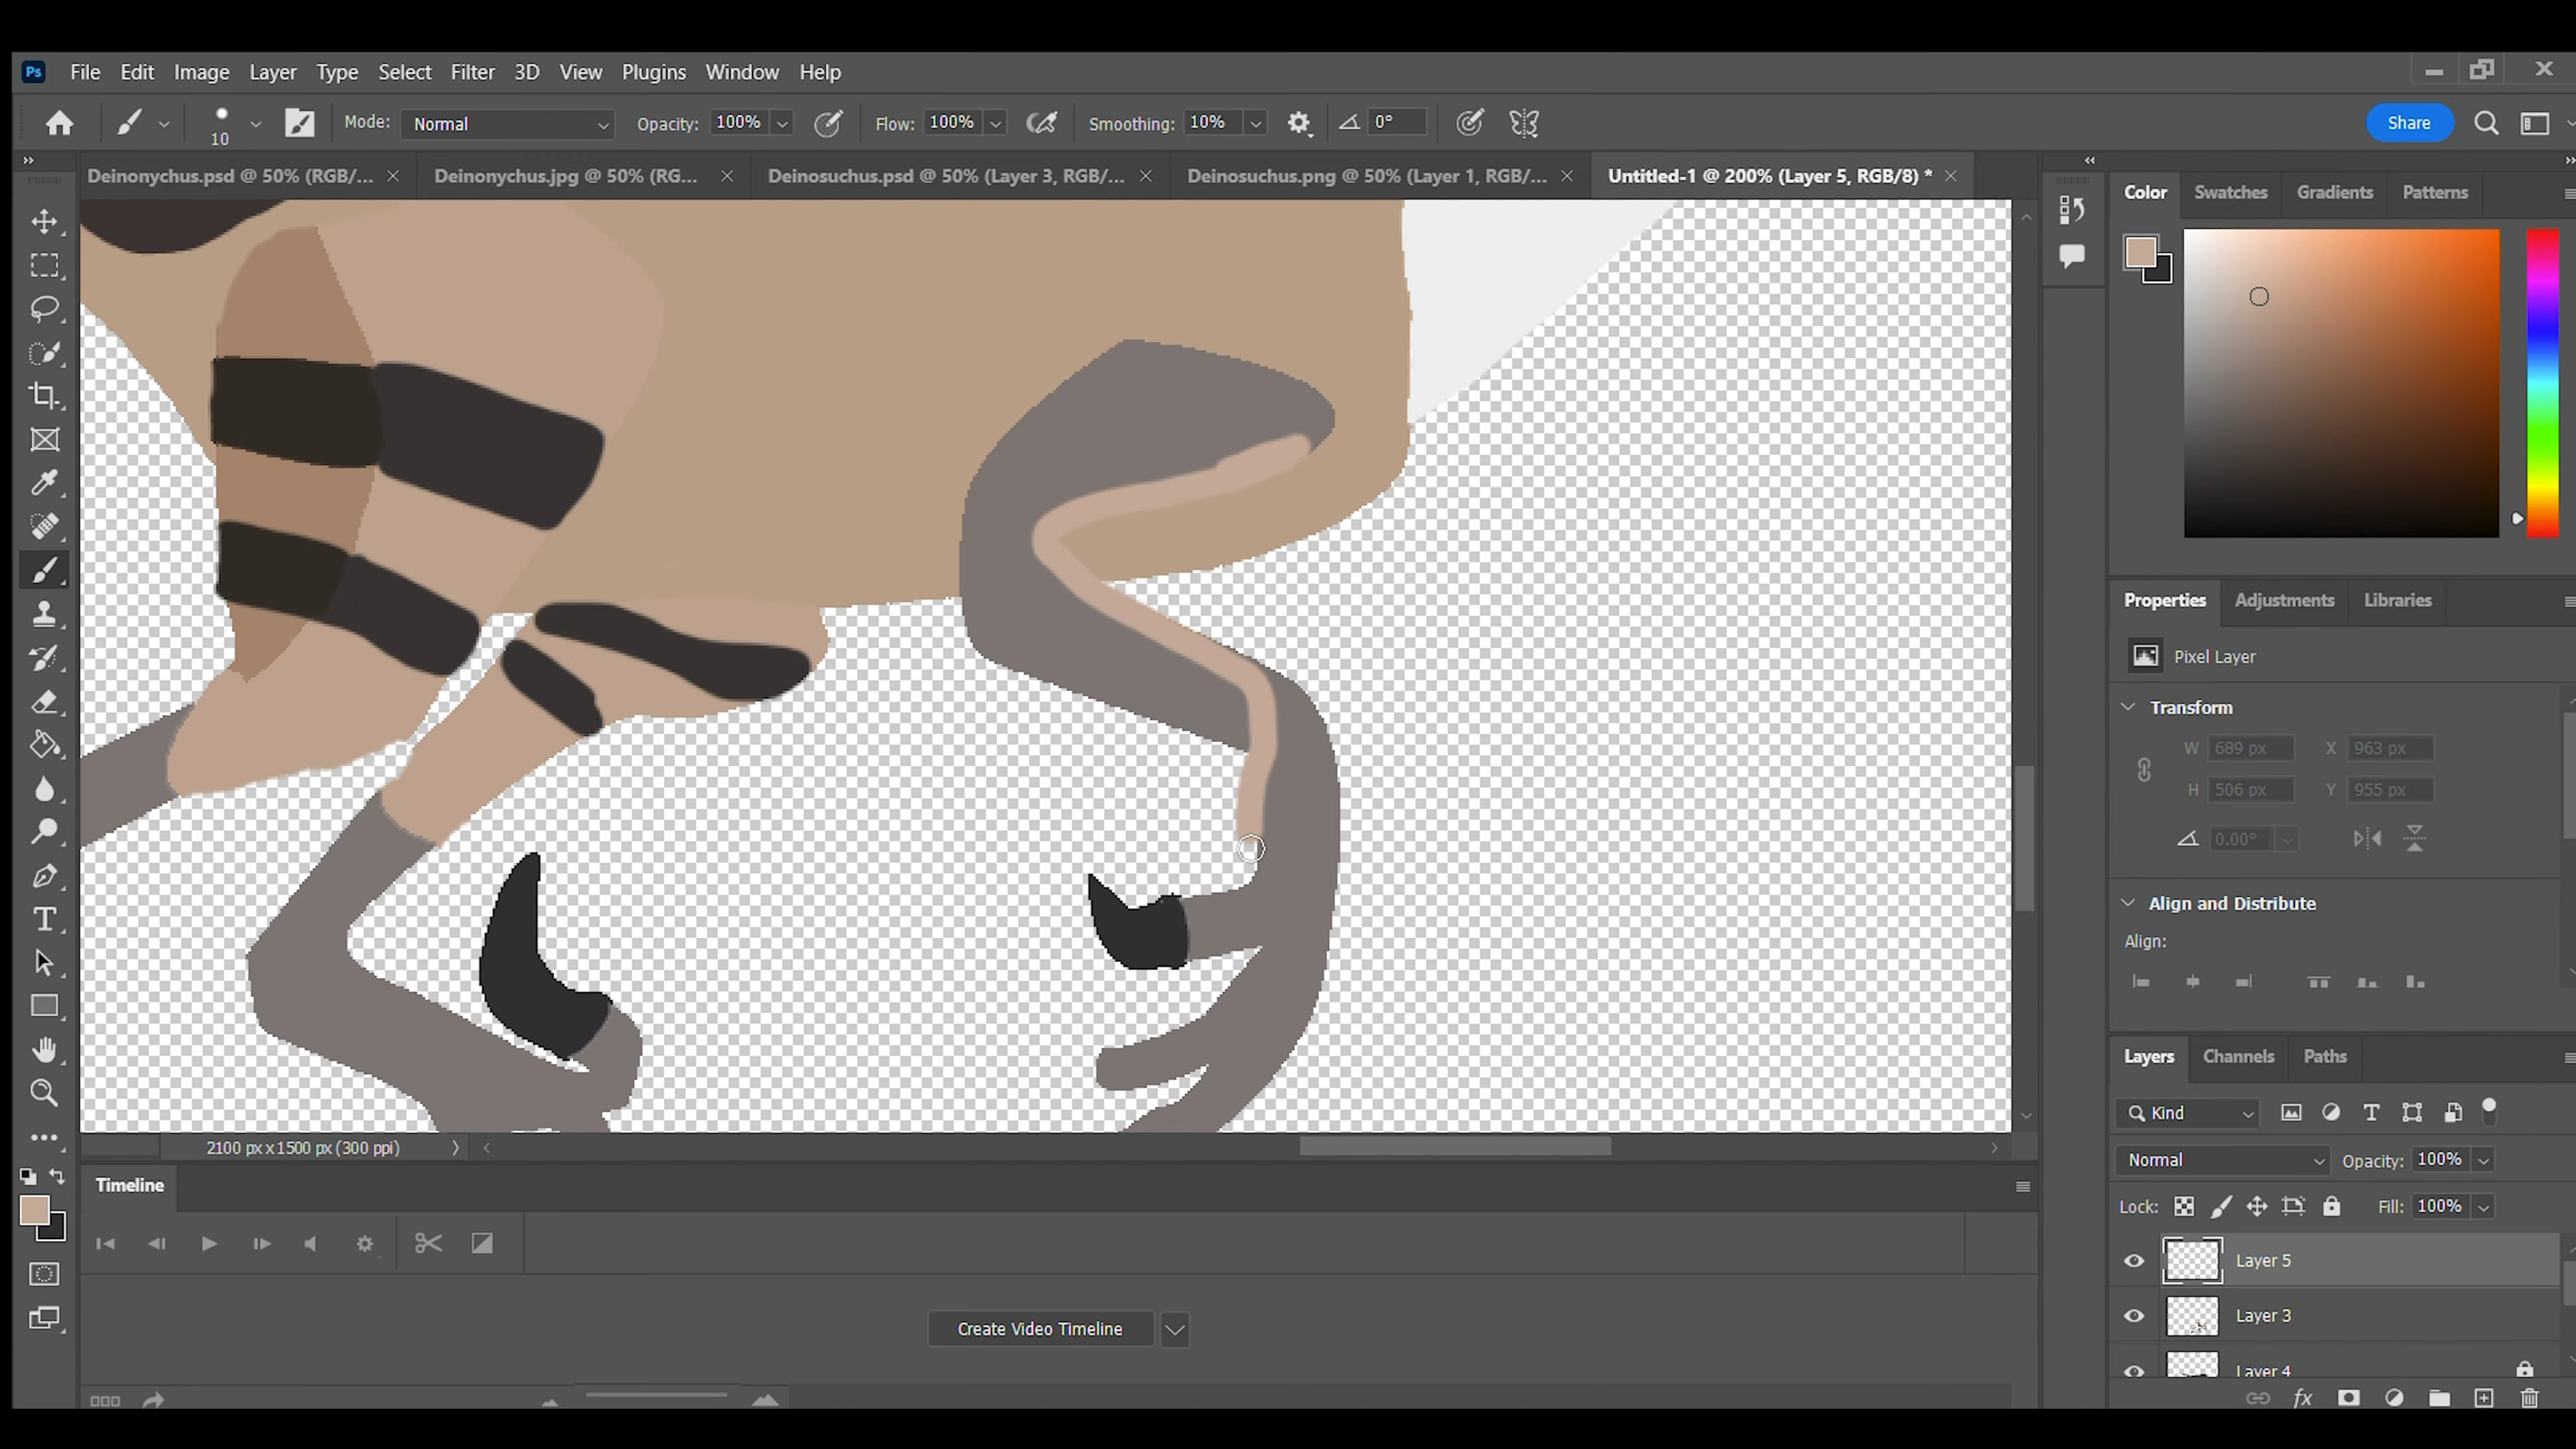 Ps File Edit Image Layer Type Select Filter 3D View Plugins Window Help
10 Mode: Normal Opacity: 100% Flow: 100% Smoothing: 10% 0° Share
Deinonychus.psd @ 50% (RGB/... Deinonychus.jpg @ 50% (RG... Deinosuchus.psd @ 50% (Layer 3, RGB/... Deinosuchus.png @ 50% (Layer 1, RGB/... Untitled-1 @ 200% (Layer 5, RGB/8) *
Color Swatches Gradients Patterns
Properties Adjustments Libraries
Pixel Layer
Transform
W 689 px X 963 px
H 506 px Y 955 px
0.00°
Align and Distribute
Align:
Layers Channels Paths
Kind
Normal Opacity: 100%
Lock: Fill: 100%
Layer 5
Layer 3
Layer 4
fx
2100 px x 1500 px (300 ppi)
Timeline
Create Video Timeline